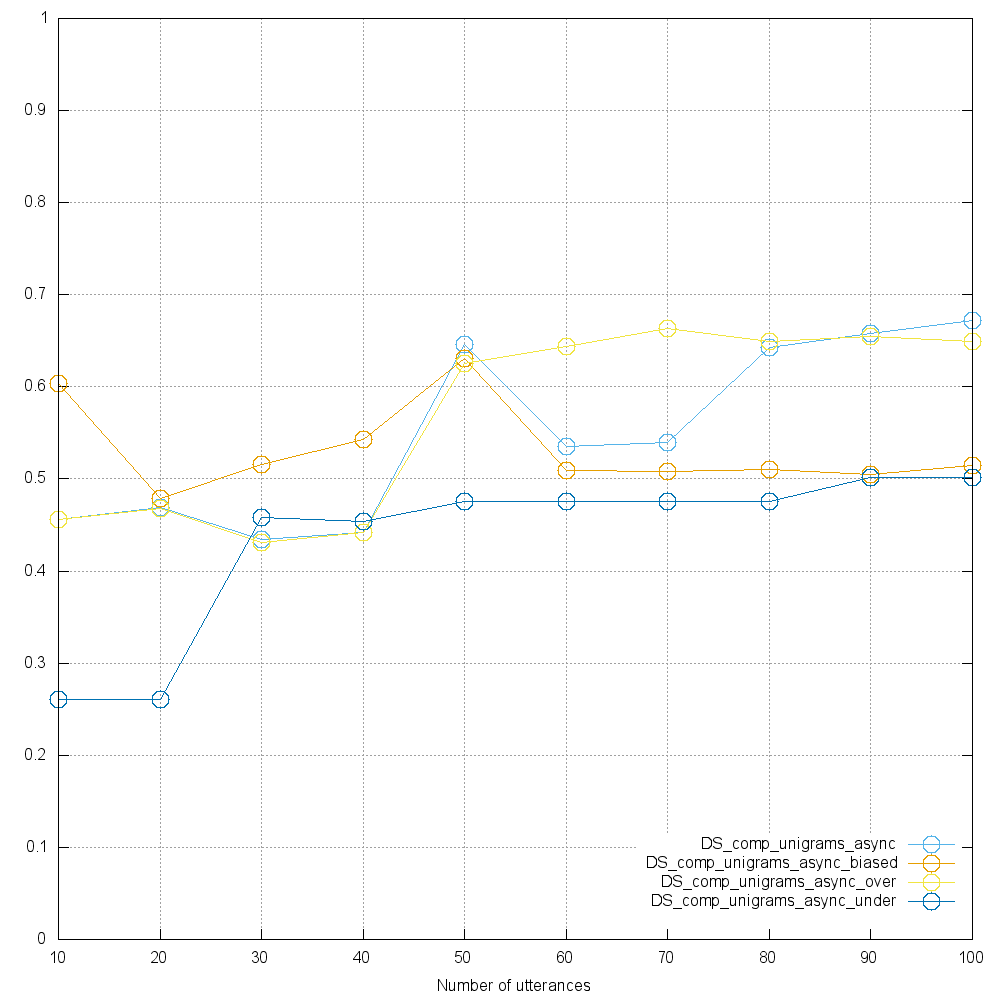 1
0.9
0.8
0.7
0.6
0.5
0.4
0.3
0.2
0.1
0
DS_comp_unigrams_async
DS_comp_unigrams_async_biased
DS_comp_unigrams_async_over
DS_comp_unigrams_async_under
10 20 30 40 50 60 70 80 90 100
Number of utterances